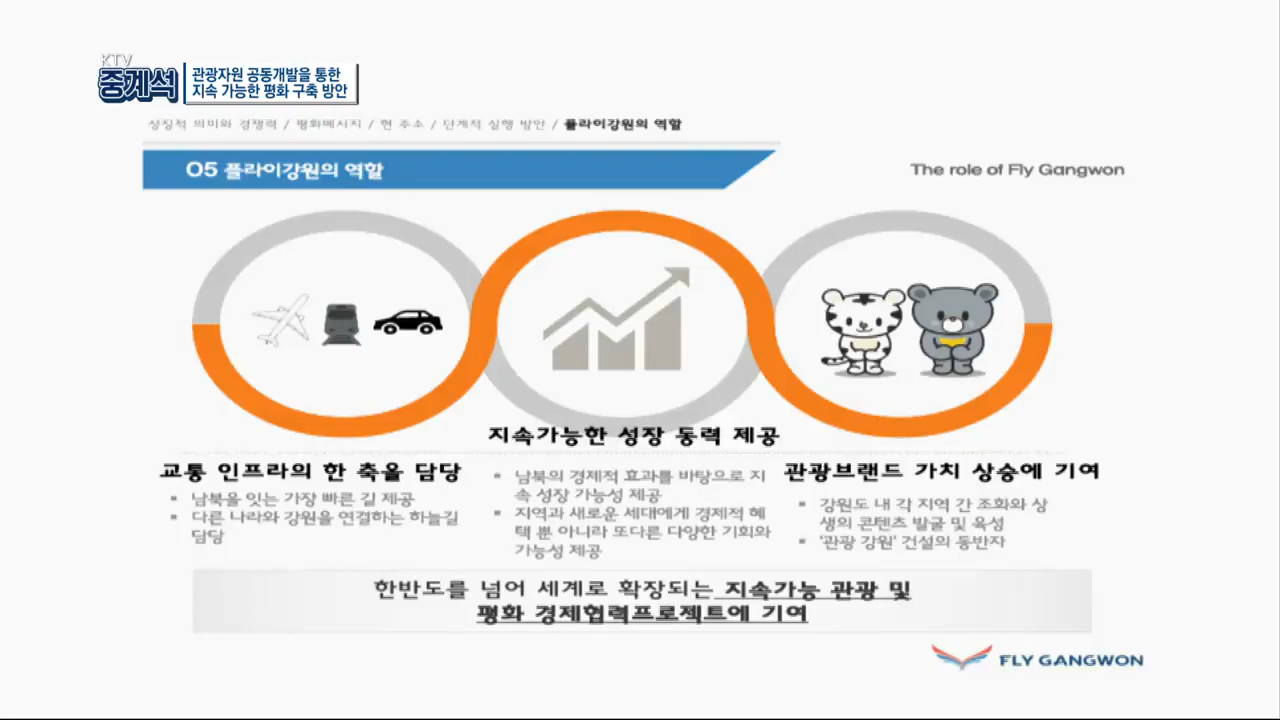 KTV
중계석
관광자원 공동개발을 통한
지속 가능한 평화 구축 방안
상징적 의미와 경쟁력 / 평화메시지 / 현 주소 / 단계적 실행 방안 / 플라이강원의 역할
05 플라이강원의 역할
The role of Fly Gangwon
교통 인프라의 한 축을 담당
▪ 남북을 잇는 가장 빠른 길 제공
▪ 다른 나라와 강원을 연결하는 하늘길
담당
지속가능한 성장 동력 제공
▪ 남북의 경제적 효과를 바탕으로 지
속 성장 가능성 제공
▪ 지역과 새로운 세대에게 경제적 혜
택 뿐 아니라 또다른 다양한 기회와
가능성 제공
관광브랜드 가치 상승에 기여
▪ 강원도 내 각 지역 간 조화와 상
생의 콘텐츠 발굴 및 육성
▪ '관광 강원' 건설의 동반자
한반도를 넘어 세계로 확장되는 지속가능 관광 및
평화 경제협력프로젝트에 기여
FLY GANGWON